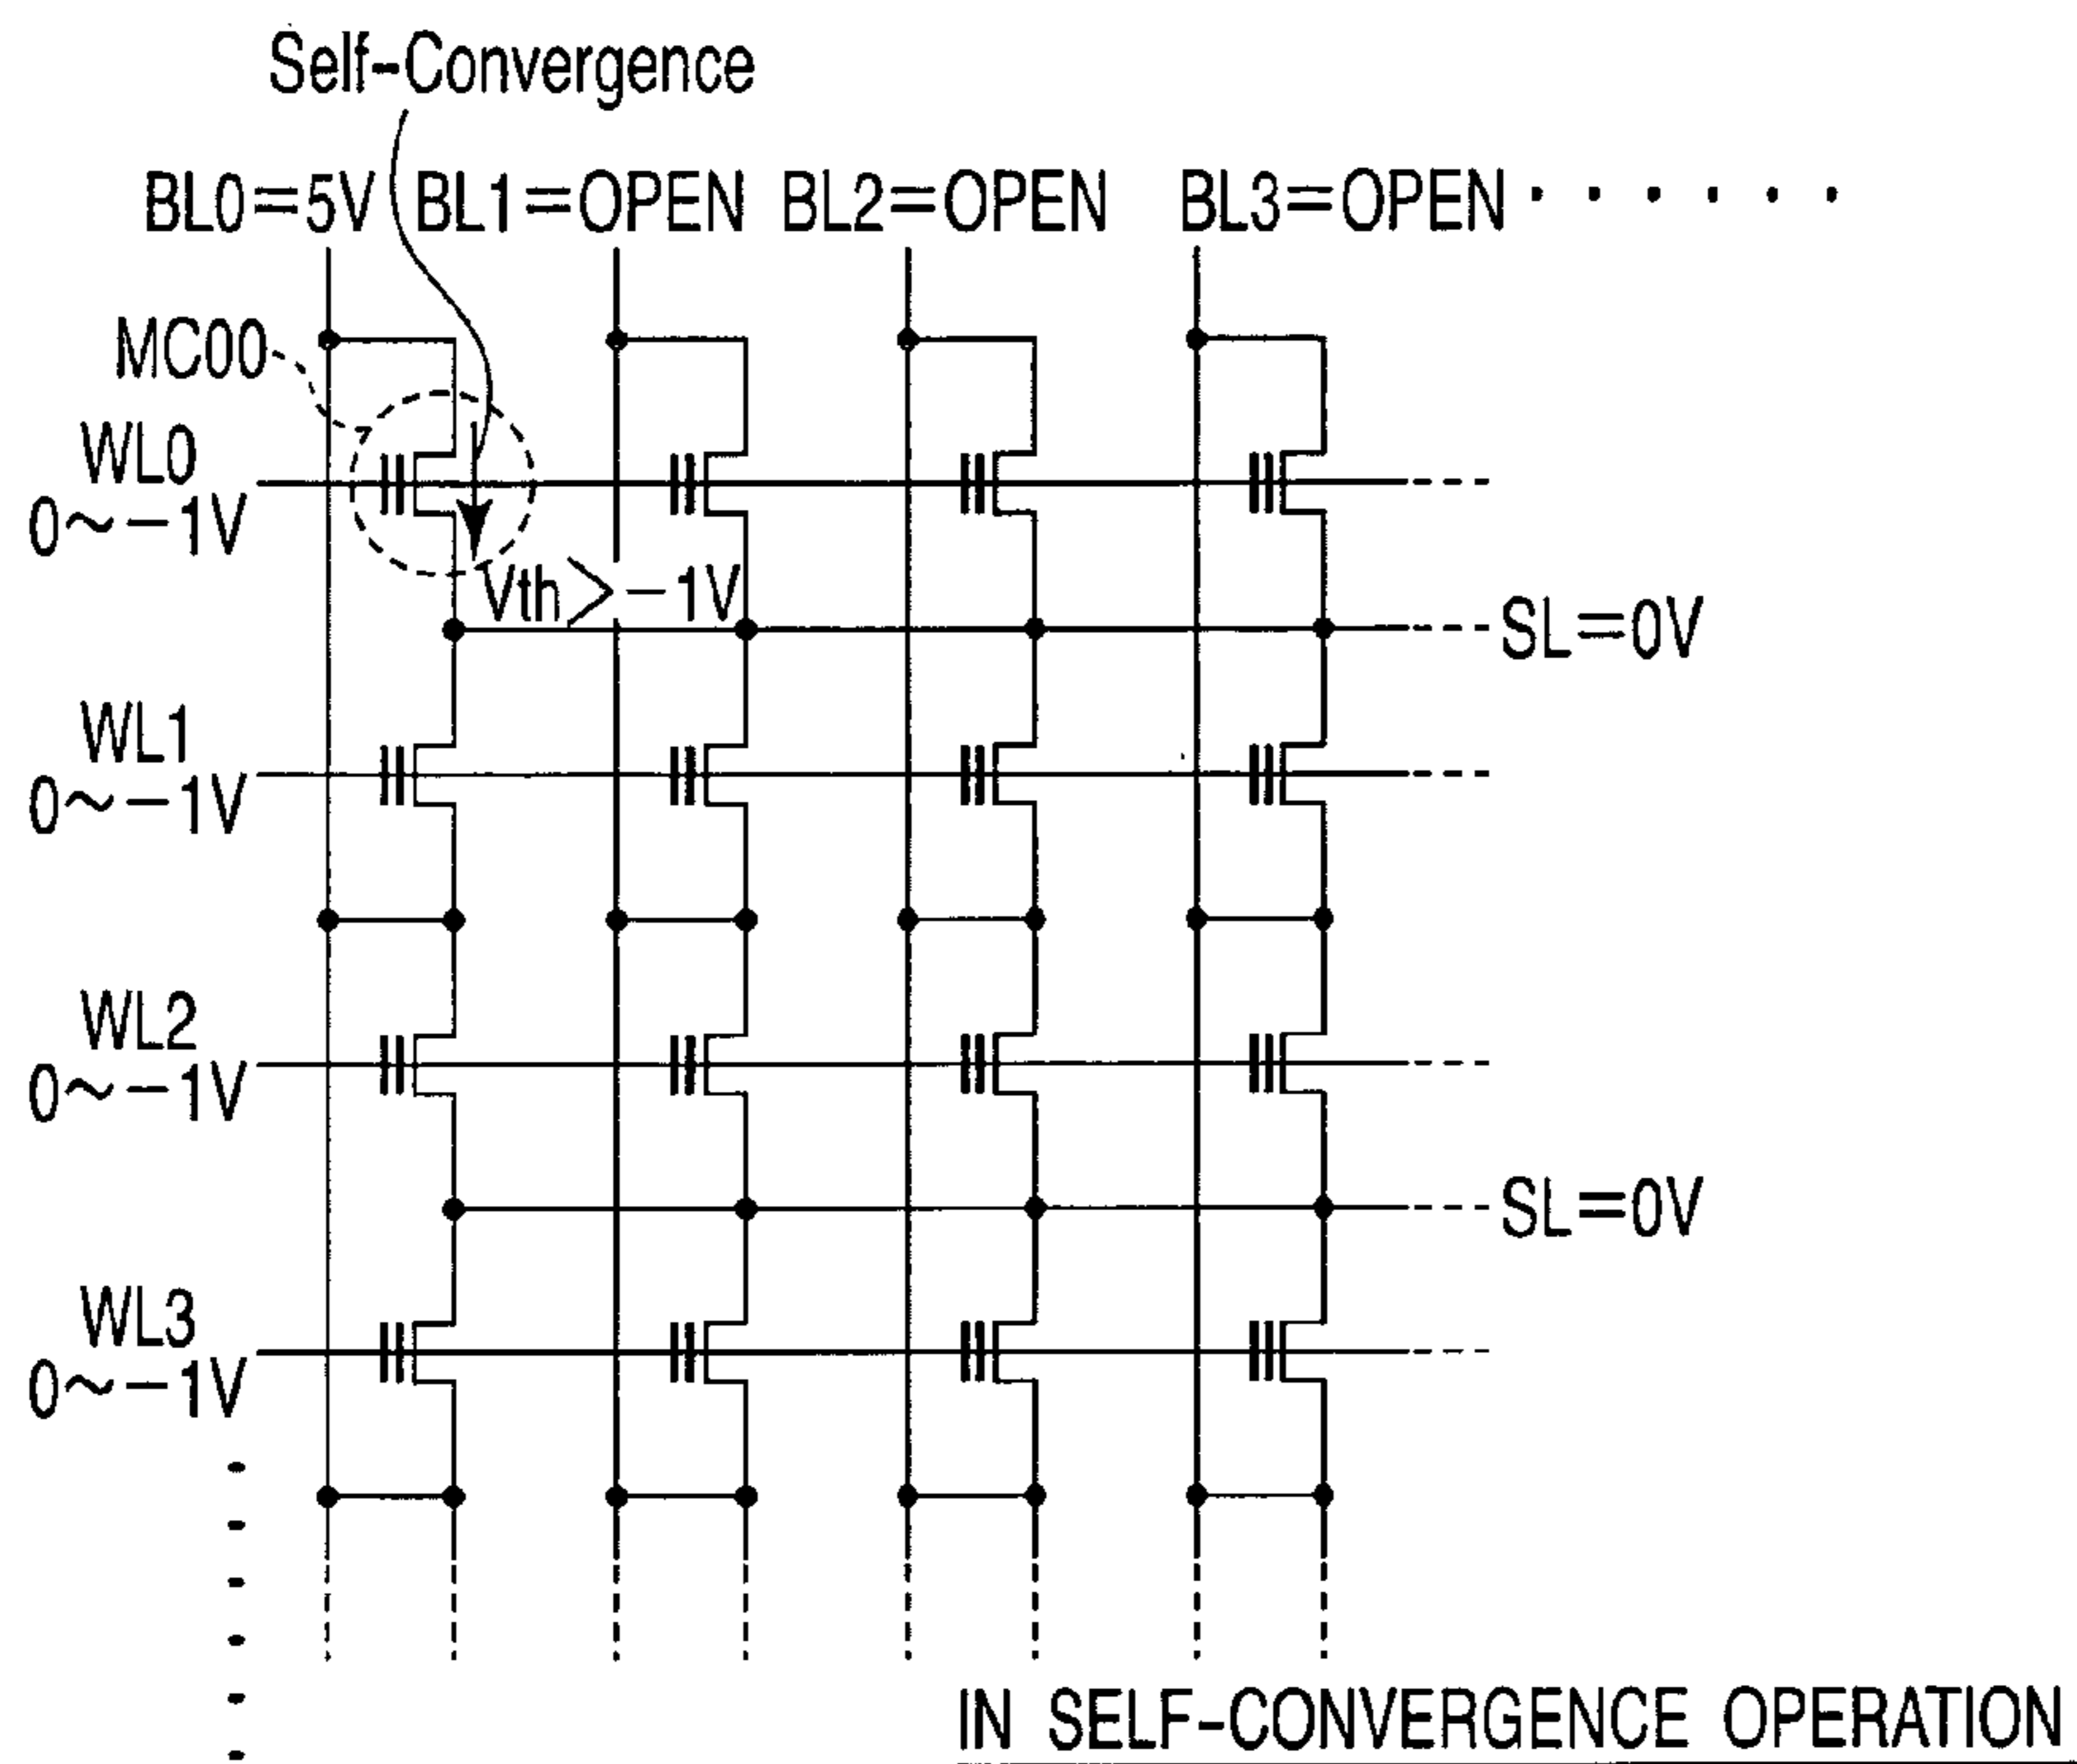 Self-Convergence
BL0=5V BL1=OPEN BL2=OPEN BL3=OPEN · · · · · ·
MC00
WL0
0~-1V
Vth>-1V
SL=0V
WL1
0~-1V
WL2
0~-1V
SL=0V
WL3
0~-1V
IN SELF-CONVERGENCE OPERATION